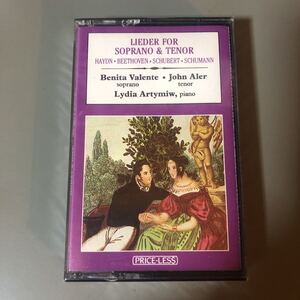 LIEDER FOR
SOPRANO & TENOR
HAYDN • BEETHOVEN • SCHUBERT • SCHUMANN
Benita Valente • John Aler
soprano tenor
Lydia Artymiw, piano
PRICE-LESS